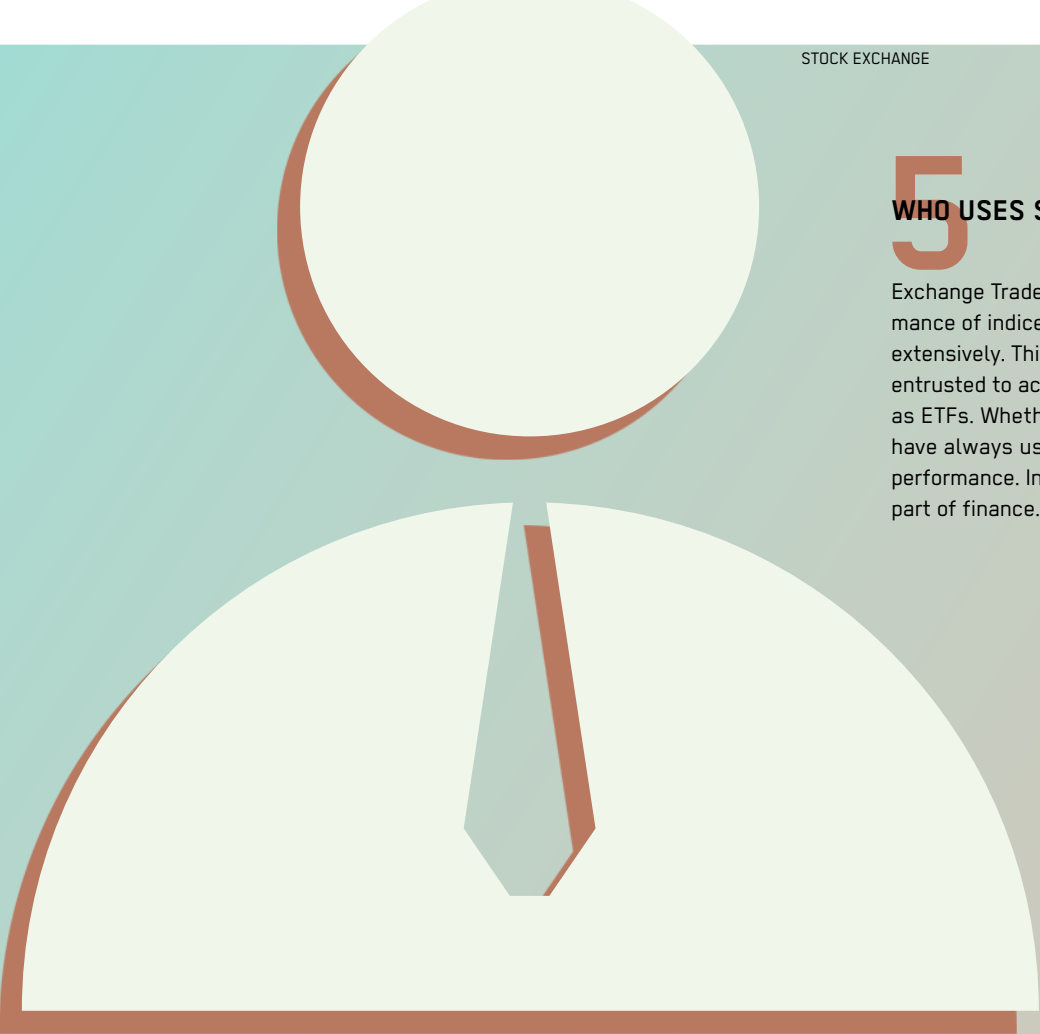 STOCK EXCHANGE
5
WHO USES
Exchange Trade
mance of indice
extensively. Thi
entrusted to ac
as ETFs. Wheth
have always us
performance. In
part of finance.